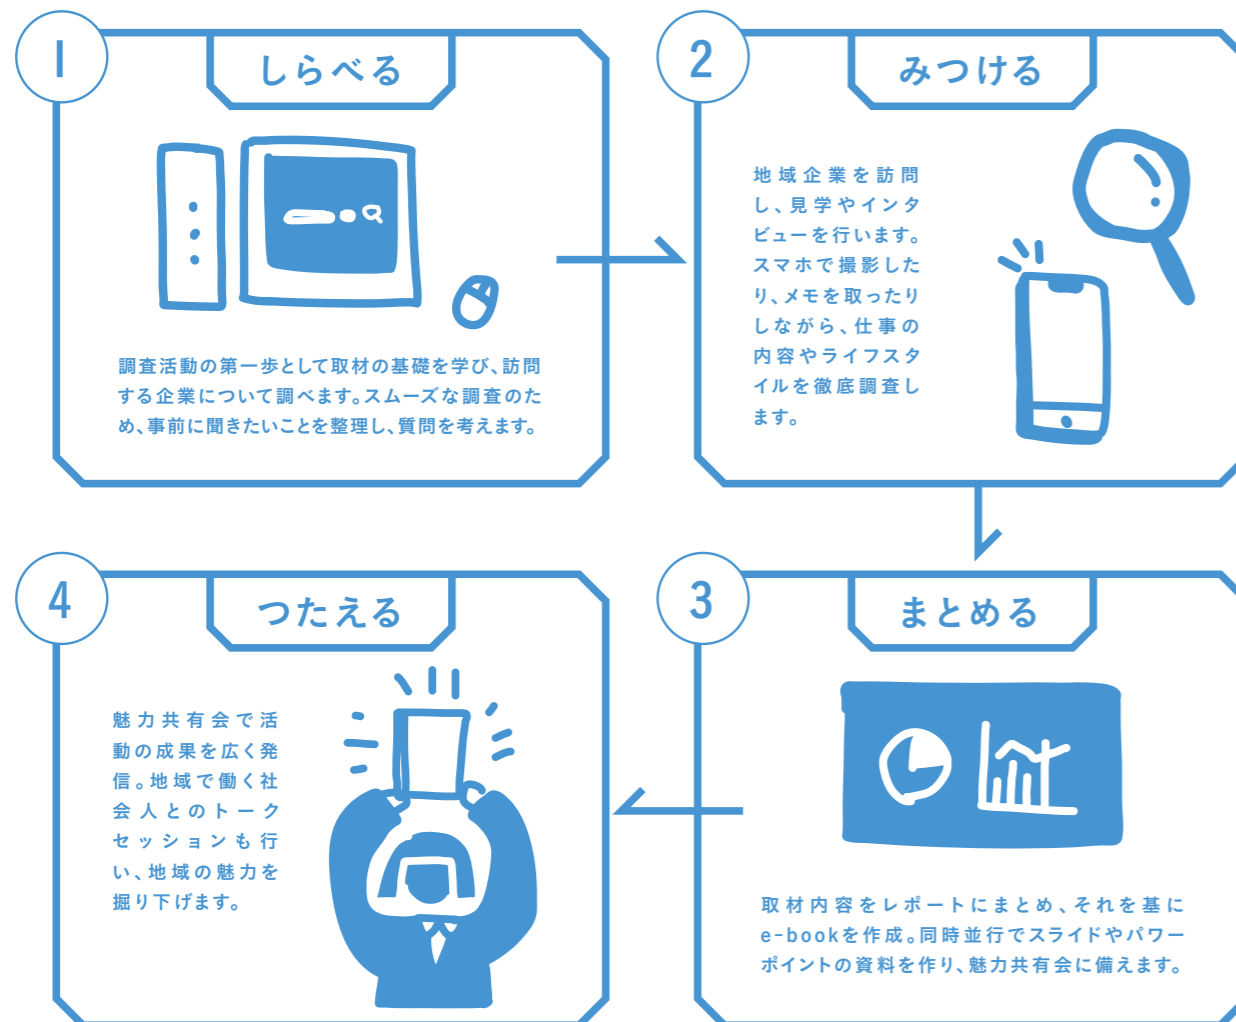 1
しらべる
調査活動の第一歩として取材の基礎を学び、訪問
する企業について調べます。スムーズな調査のた
め、事前に聞きたいことを整理し、質問を考えます。
2
みつける
地域企業を訪問
し、見学やインタ
ビューを行います。
スマホで撮影した
り、メモを取ったり
しながら、仕事の
内容やライフスタ
イルを徹底調査し
ます。
3
まとめる
取材内容をレポートにまとめ、それを基に
e-bookを作成。同時並行でスライドやパワー
ポイントの資料を作り、魅力共有会に備えます。
4
つたえる
魅力共有会で活
動の成果を広く発
信。地域で働く社
会人とのトーク
セッションも行
い、地域の魅力を
掘り下げます。